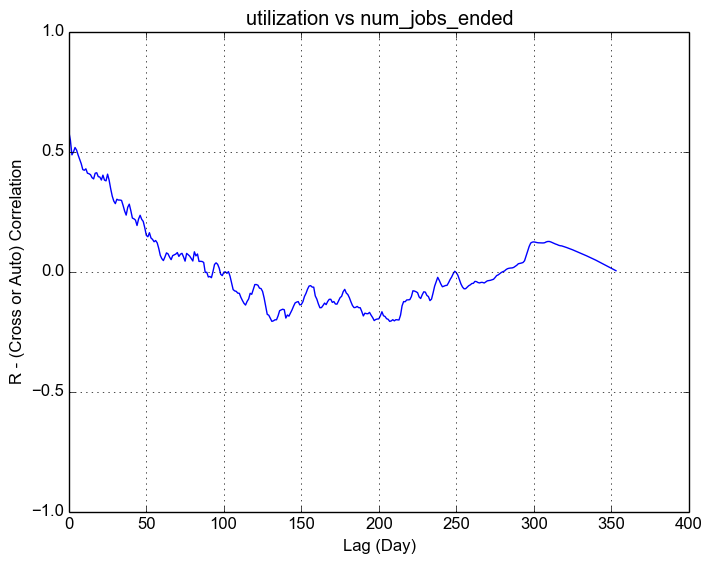 utilization vs num_jobs_ended
1.0
0.5
0.0
−0.5
−1.0
R - (Cross or Auto) Correlation
0 50 100 150 200 250 300 350 400
Lag (Day)